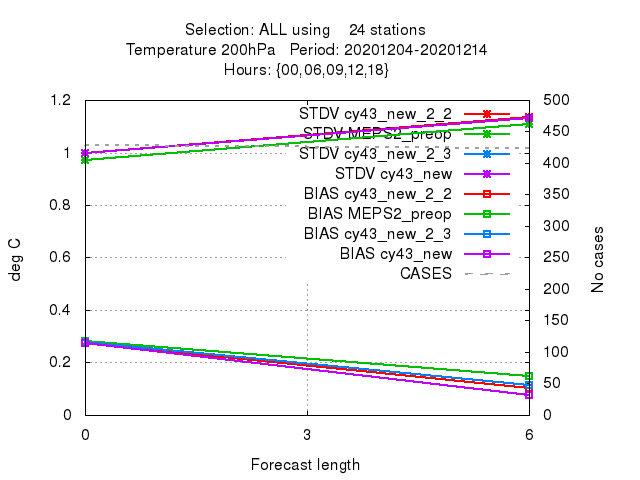 Selection: ALL using 24 stations
Temperature 200hPa Period: 20201204-20201214
Hours: {00,06,09,12,18}
1.2
1
0.8
0.6
0.4
0.2
0
500
450
400
350
300
250
200
150
100
50
0
STDV cy43_new_2_2
STDV MEPS2_preop
STDV cy43_new_2_3
STDV cy43_new
BIAS cy43_new_2_2
BIAS MEPS2_preop
BIAS cy43_new_2_3
BIAS cy43_new
CASES
deg C
No cases
0 3 6
Forecast length